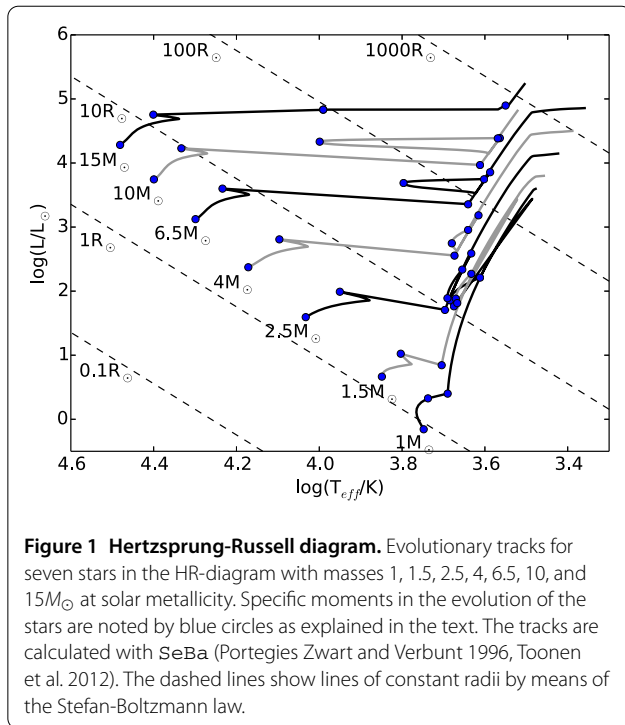 100R☉
1000R☉
6
5
4
3
2
1
0
log(L/L☉)
10R☉
15M☉
10M☉
1R☉
6.5M☉
4M☉
2.5M☉
0.1R☉
1.5M☉
1M☉
4.6 4.4 4.2 4.0 3.8 3.6 3.4
log(T_eff/K)
Figure 1 Hertzsprung-Russell diagram. Evolutionary tracks for
seven stars in the HR-diagram with masses 1, 1.5, 2.5, 4, 6.5, 10, and
15M☉ at solar metallicity. Specific moments in the evolution of the
stars are noted by blue circles as explained in the text. The tracks are
calculated with SeBa (Portegies Zwart and Verbunt 1996, Toonen
et al. 2012). The dashed lines show lines of constant radii by means of
the Stefan-Boltzmann law.